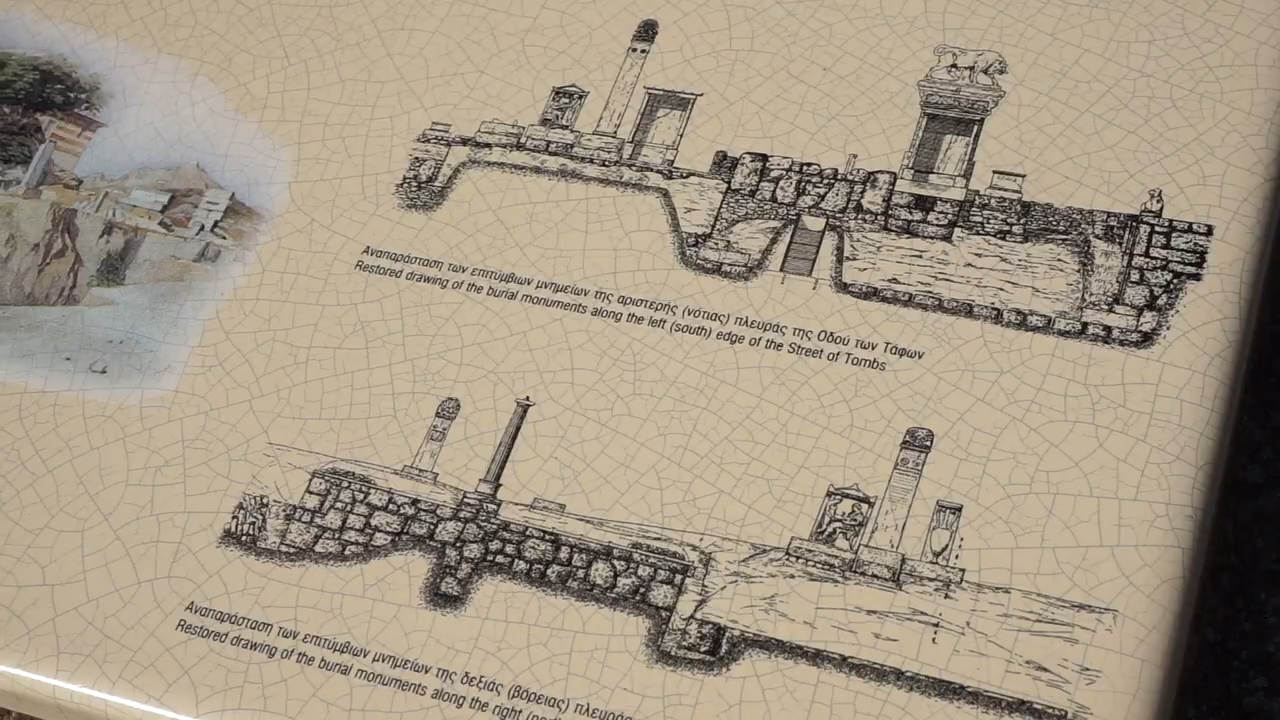 Αναπαράσταση των επιτύμβιων μνημείων της αριστερής (νότιας) πλευράς της Οδού των Τάφων
Restored drawing of the burial monuments along the left (south) edge of the Street of Tombs
Αναπαράσταση των επιτύμβιων μνημείων της δεξιάς (βόρειας) πλευράς
Restored drawing of the burial monuments along the right